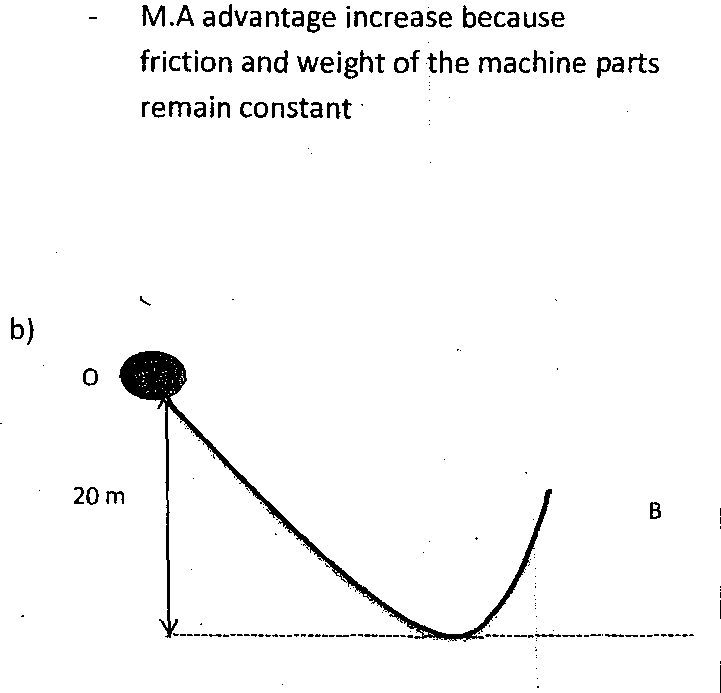 - M.A advantage increase because
friction and weight of the machine parts
remain constant
b)
O
20 m
B